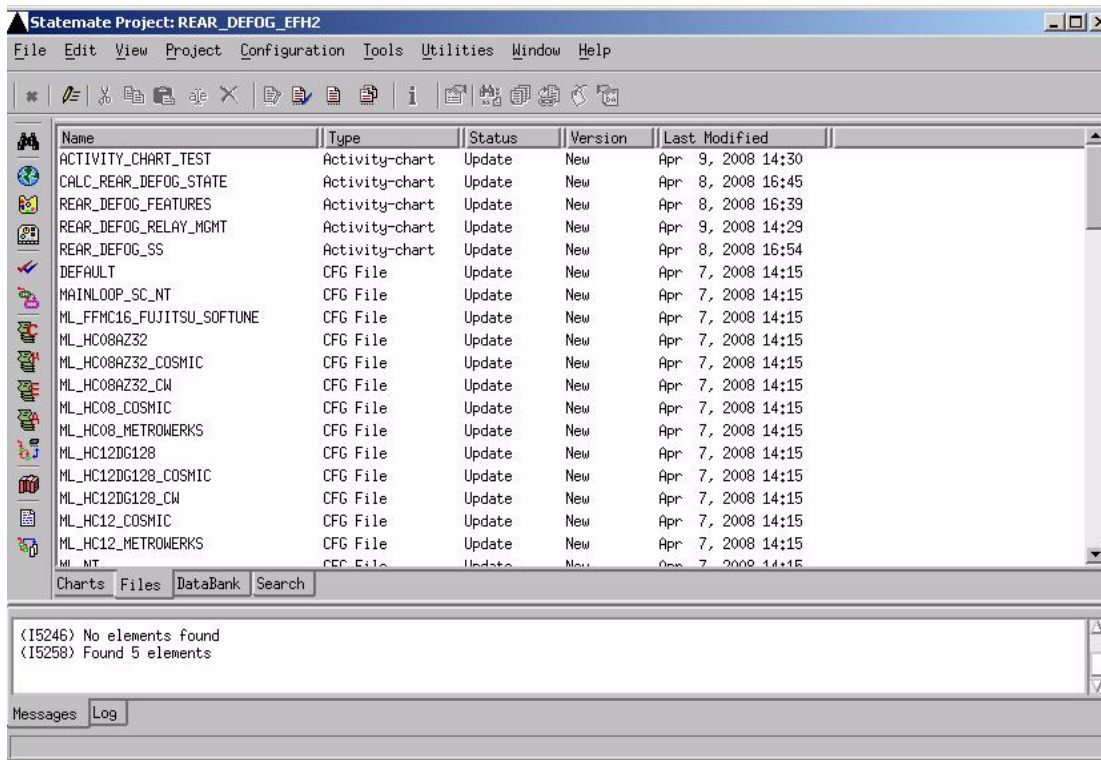 Statemate Project: REAR_DEFOG_EFH2
File Edit View Project Configuration Tools Utilities Window Help
Name Type Status Version Last Modified
ACTIVITY_CHART_TEST Activity-chart Update New Apr 9, 2008 14:30
CALC_REAR_DEFOG_STATE Activity-chart Update New Apr 8, 2008 16:45
REAR_DEFOG_FEATURES Activity-chart Update New Apr 8, 2008 16:39
REAR_DEFOG_RELAY_MGMT Activity-chart Update New Apr 9, 2008 14:29
REAR_DEFOG_SS Activity-chart Update New Apr 8, 2008 16:54
DEFAULT CFG File Update New Apr 7, 2008 14:15
MAINLOOP_SC_NT CFG File Update New Apr 7, 2008 14:15
ML_FFMC16_FUJITSU_SOFTUNE CFG File Update New Apr 7, 2008 14:15
ML_HC08AZ32 CFG File Update New Apr 7, 2008 14:15
ML_HC08AZ32_COSMIC CFG File Update New Apr 7, 2008 14:15
ML_HC08AZ32_CW CFG File Update New Apr 7, 2008 14:15
ML_HC08_COSMIC CFG File Update New Apr 7, 2008 14:15
ML_HC08_METROWERKS CFG File Update New Apr 7, 2008 14:15
ML_HC12DG128 CFG File Update New Apr 7, 2008 14:15
ML_HC12DG128_COSMIC CFG File Update New Apr 7, 2008 14:15
ML_HC12DG128_CW CFG File Update New Apr 7, 2008 14:15
ML_HC12_COSMIC CFG File Update New Apr 7, 2008 14:15
ML_HC12_METROWERKS CFG File Update New Apr 7, 2008 14:15
ML_NT CFG File Update New Apr 7, 2008 14:15
Charts Files DataBank Search
(I5246) No elements found
(I5258) Found 5 elements
Messages Log